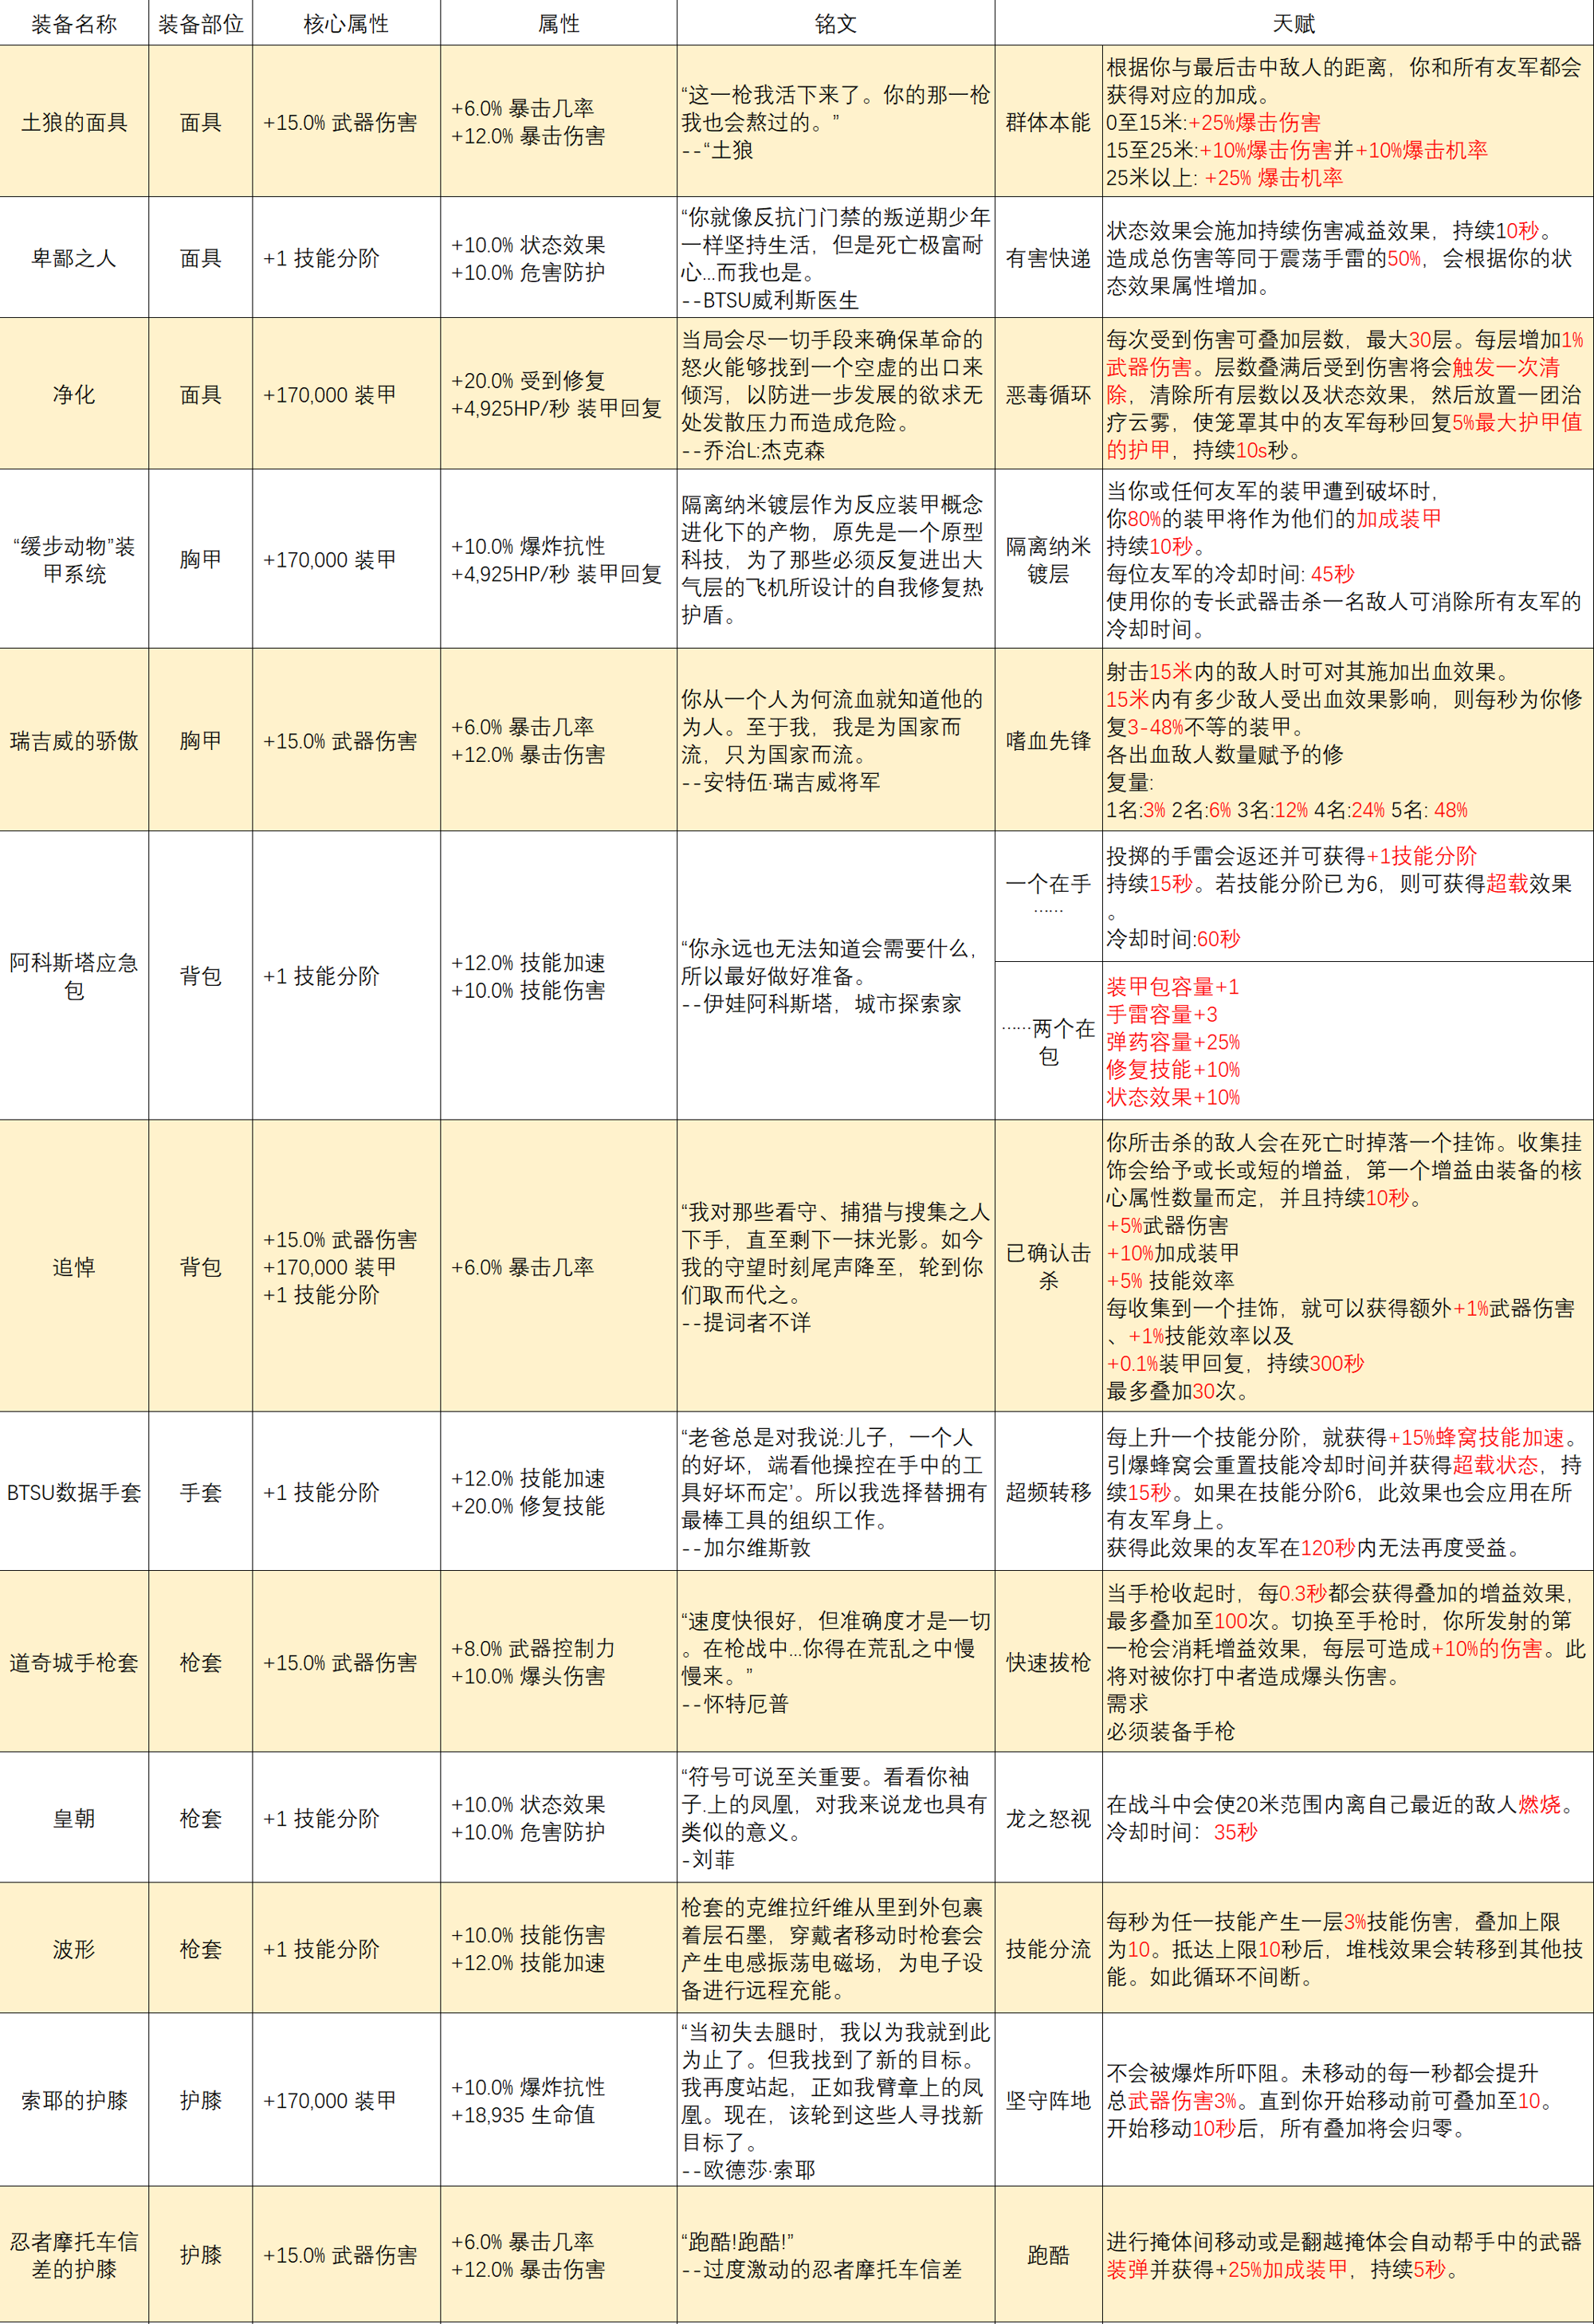 装备名称 装备部位 核心属性 属性 铭文 天赋
土狼的面具
面具
+15.0% 武器伤害
+6.0% 暴击几率
+12.0% 暴击伤害
“这一枪我活下来了。你的那一枪
我也会熬过的。”
--“土狼
群体本能
根据你与最后击中敌人的距离，你和所有友军都会
获得对应的加成。
0至15米:+25%爆击伤害
15至25米:+10%爆击伤害并+10%爆击机率
25米以上: +25% 爆击机率
卑鄙之人
面具
+1 技能分阶
+10.0% 状态效果
+10.0% 危害防护
“你就像反抗门门禁的叛逆期少年
一样坚持生活，但是死亡极富耐
心...而我也是。
--BTSU威利斯医生
有害快递
状态效果会施加持续伤害减益效果，持续10秒。
造成总伤害等同于震荡手雷的50%，会根据你的状
态效果属性增加。
净化
面具
+170,000 装甲
+20.0% 受到修复
+4,925HP/秒 装甲回复
当局会尽一切手段来确保革命的
怒火能够找到一个空虚的出口来
倾泻，以防进一步发展的欲求无
处发散压力而造成危险。
--乔治L:杰克森
恶毒循环
每次受到伤害可叠加层数，最大30层。每层增加1%
武器伤害。层数叠满后受到伤害将会触发一次清
除，清除所有层数以及状态效果，然后放置一团治
疗云雾，使笼罩其中的友军每秒回复5%最大护甲值
的护甲，持续10s秒。
“缓步动物”装
甲系统
胸甲
+170,000 装甲
+10.0% 爆炸抗性
+4,925HP/秒 装甲回复
隔离纳米镀层作为反应装甲概念
进化下的产物，原先是一个原型
科技，为了那些必须反复进出大
气层的飞机所设计的自我修复热
护盾。
隔离纳米
镀层
当你或任何友军的装甲遭到破坏时，
你80%的装甲将作为他们的加成装甲
持续10秒。
每位友军的冷却时间: 45秒
使用你的专长武器击杀一名敌人可消除所有友军的
冷却时间。
瑞吉威的骄傲
胸甲
+15.0% 武器伤害
+6.0% 暴击几率
+12.0% 暴击伤害
你从一个人为何流血就知道他的
为人。至于我，我是为国家而
流，只为国家而流。
--安特伍·瑞吉威将军
嗜血先锋
射击15米内的敌人时可对其施加出血效果。
15米内有多少敌人受出血效果影响，则每秒为你修
复3-48%不等的装甲。
各出血敌人数量赋予的修
复量:
1名:3% 2名:6% 3名:12% 4名:24% 5名: 48%
阿科斯塔应急
包
背包
+1 技能分阶
+12.0% 技能加速
+10.0% 技能伤害
“你永远也无法知道会需要什么，
所以最好做好准备。
--伊娃阿科斯塔，城市探索家
一个在手
……
投掷的手雷会返还并可获得+1技能分阶
持续15秒。若技能分阶已为6，则可获得超载效果
。
冷却时间:60秒
……两个在
包
装甲包容量+1
手雷容量+3
弹药容量+25%
修复技能+10%
状态效果+10%
追悼
背包
+15.0% 武器伤害
+170,000 装甲
+1 技能分阶
+6.0% 暴击几率
“我对那些看守、捕猎与搜集之人
下手，直至剩下一抹光影。如今
我的守望时刻尾声降至，轮到你
们取而代之。
--提词者不详
已确认击
杀
你所击杀的敌人会在死亡时掉落一个挂饰。收集挂
饰会给予或长或短的增益，第一个增益由装备的核
心属性数量而定，并且持续10秒。
+5%武器伤害
+10%加成装甲
+5% 技能效率
每收集到一个挂饰，就可以获得额外+1%武器伤害
、+1%技能效率以及
+0.1%装甲回复，持续300秒
最多叠加30次。
BTSU数据手套
手套
+1 技能分阶
+12.0% 技能加速
+20.0% 修复技能
“老爸总是对我说:儿子，一个人
的好坏，端看他操控在手中的工
具好坏而定’。所以我选择替拥有
最棒工具的组织工作。
--加尔维斯敦
超频转移
每上升一个技能分阶，就获得+15%蜂窝技能加速。
引爆蜂窝会重置技能冷却时间并获得超载状态，持
续15秒。如果在技能分阶6，此效果也会应用在所
有友军身上。
获得此效果的友军在120秒内无法再度受益。
道奇城手枪套
枪套
+15.0% 武器伤害
+8.0% 武器控制力
+10.0% 爆头伤害
“速度快很好，但准确度才是一切
。在枪战中...你得在荒乱之中慢
慢来。”
--怀特厄普
快速拔枪
当手枪收起时，每0.3秒都会获得叠加的增益效果，
最多叠加至100次。切换至手枪时，你所发射的第
一枪会消耗增益效果，每层可造成+10%的伤害。此
将对被你打中者造成爆头伤害。
需求
必须装备手枪
皇朝
枪套
+1 技能分阶
+10.0% 状态效果
+10.0% 危害防护
“符号可说至关重要。看看你袖
子.上的凤凰，对我来说龙也具有
类似的意义。
-刘菲
龙之怒视
在战斗中会使20米范围内离自己最近的敌人燃烧。
冷却时间：35秒
波形
枪套
+1 技能分阶
+10.0% 技能伤害
+12.0% 技能加速
枪套的克维拉纤维从里到外包裹
着层石墨，穿戴者移动时枪套会
产生电感振荡电磁场，为电子设
备进行远程充能。
技能分流
每秒为任一技能产生一层3%技能伤害，叠加上限
为10。抵达上限10秒后，堆栈效果会转移到其他技
能。如此循环不间断。
索耶的护膝
护膝
+170,000 装甲
+10.0% 爆炸抗性
+18,935 生命值
“当初失去腿时，我以为我就到此
为止了。但我找到了新的目标。
我再度站起，正如我臂章上的凤
凰。现在，该轮到这些人寻找新
目标了。
--欧德莎·索耶
坚守阵地
不会被爆炸所吓阻。未移动的每一秒都会提升
总武器伤害3%。直到你开始移动前可叠加至10。
开始移动10秒后，所有叠加将会归零。
忍者摩托车信
差的护膝
护膝
+15.0% 武器伤害
+6.0% 暴击几率
+12.0% 暴击伤害
“跑酷!跑酷!”
--过度激动的忍者摩托车信差
跑酷
进行掩体间移动或是翻越掩体会自动帮手中的武器
装弹并获得+25%加成装甲，持续5秒。